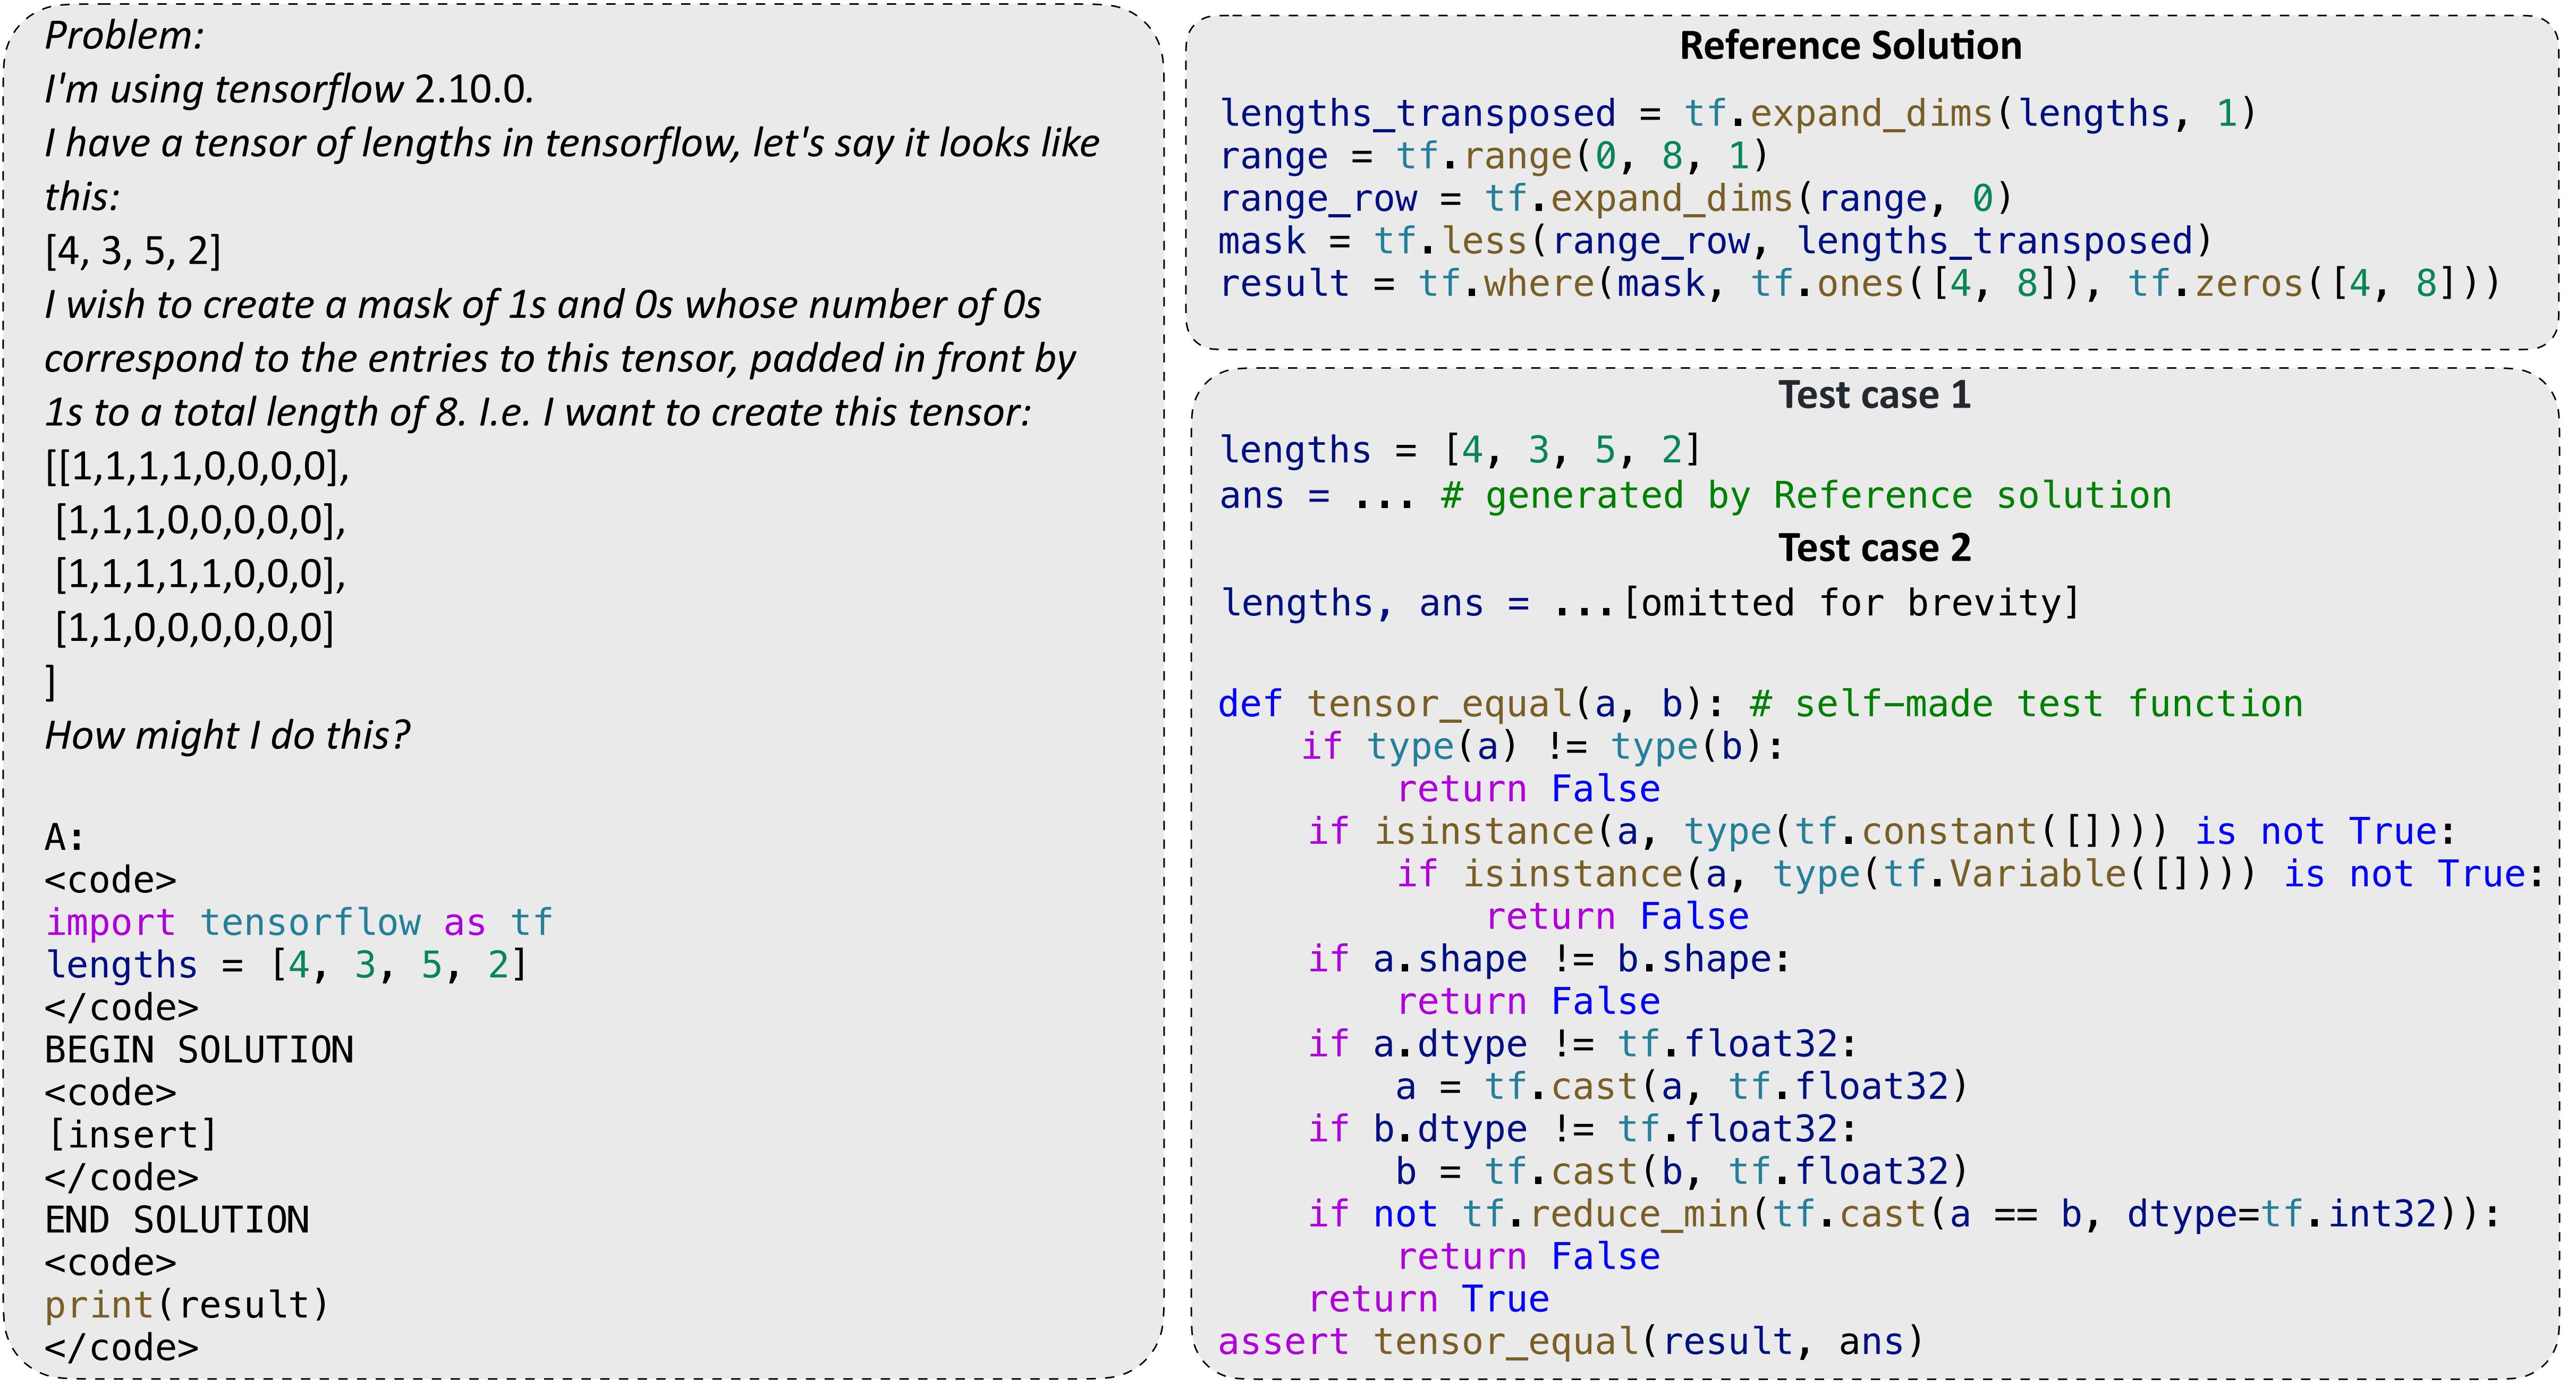 Problem:
I'm using tensorflow 2.10.0.
I have a tensor of lengths in tensorflow, let's say it looks like
this:
[4, 3, 5, 2]
I wish to create a mask of 1s and 0s whose number of 0s
correspond to the entries to this tensor, padded in front by
1s to a total length of 8. I.e. I want to create this tensor:
[[1,1,1,1,0,0,0,0],
 [1,1,1,0,0,0,0,0],
 [1,1,1,1,1,0,0,0],
 [1,1,0,0,0,0,0,0]
]
How might I do this?
A:
<code>
import tensorflow as tf
lengths = [4, 3, 5, 2]
</code>
BEGIN SOLUTION
<code>
[insert]
</code>
END SOLUTION
<code>
print(result)
</code>
Reference Solution
lengths_transposed = tf.expand_dims(lengths, 1)
range = tf.range(0, 8, 1)
range_row = tf.expand_dims(range, 0)
mask = tf.less(range_row, lengths_transposed)
result = tf.where(mask, tf.ones([4, 8]), tf.zeros([4, 8]))
Test case 1
lengths = [4, 3, 5, 2]
ans = ... # generated by Reference solution
Test case 2
lengths, ans = ...[omitted for brevity]
def tensor_equal(a, b): # self-made test function
    if type(a) != type(b):
        return False
    if isinstance(a, type(tf.constant([]))) is not True:
        if isinstance(a, type(tf.Variable([]))) is not True:
            return False
    if a.shape != b.shape:
        return False
    if a.dtype != tf.float32:
        a = tf.cast(a, tf.float32)
    if b.dtype != tf.float32:
        b = tf.cast(b, tf.float32)
    if not tf.reduce_min(tf.cast(a == b, dtype=tf.int32)):
        return False
    return True
assert tensor_equal(result, ans)